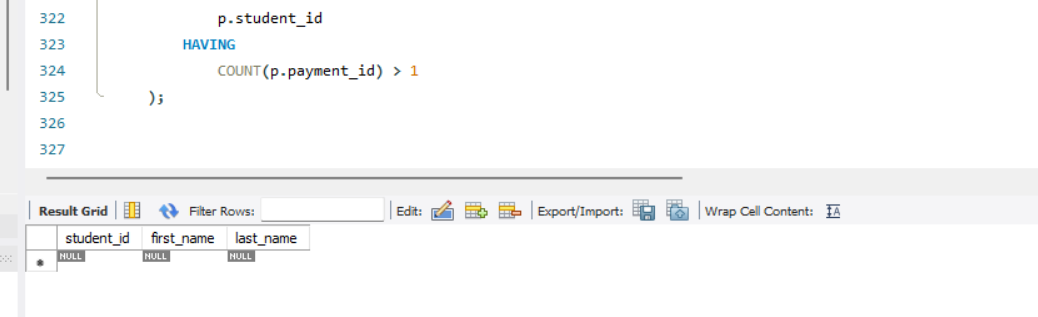 322 p.student_id
323 HAVING
324 COUNT(p.payment_id) > 1
325 );
326
327
Result Grid Filter Rows: Edit: Export/Import: Wrap Cell Content: IA
student_id first_name last_name
NULL NULL NULL